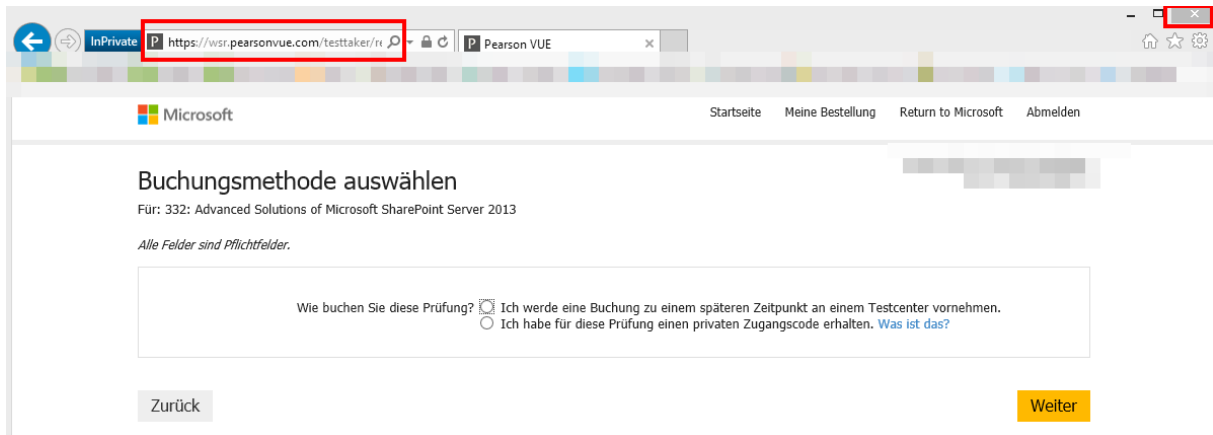 InPrivate P https://wsr.pearsonvue.com/testtaker/re P Pearson VUE
Microsoft Startseite Meine Bestellung Return to Microsoft Abmelden
Buchungsmethode auswählen
Für: 332: Advanced Solutions of Microsoft SharePoint Server 2013
Alle Felder sind Pflichtfelder.
Wie buchen Sie diese Prüfung? Ich werde eine Buchung zu einem späteren Zeitpunkt an einem Testcenter vornehmen.
Ich habe für diese Prüfung einen privaten Zugangscode erhalten. Was ist das?
Zurück Weiter